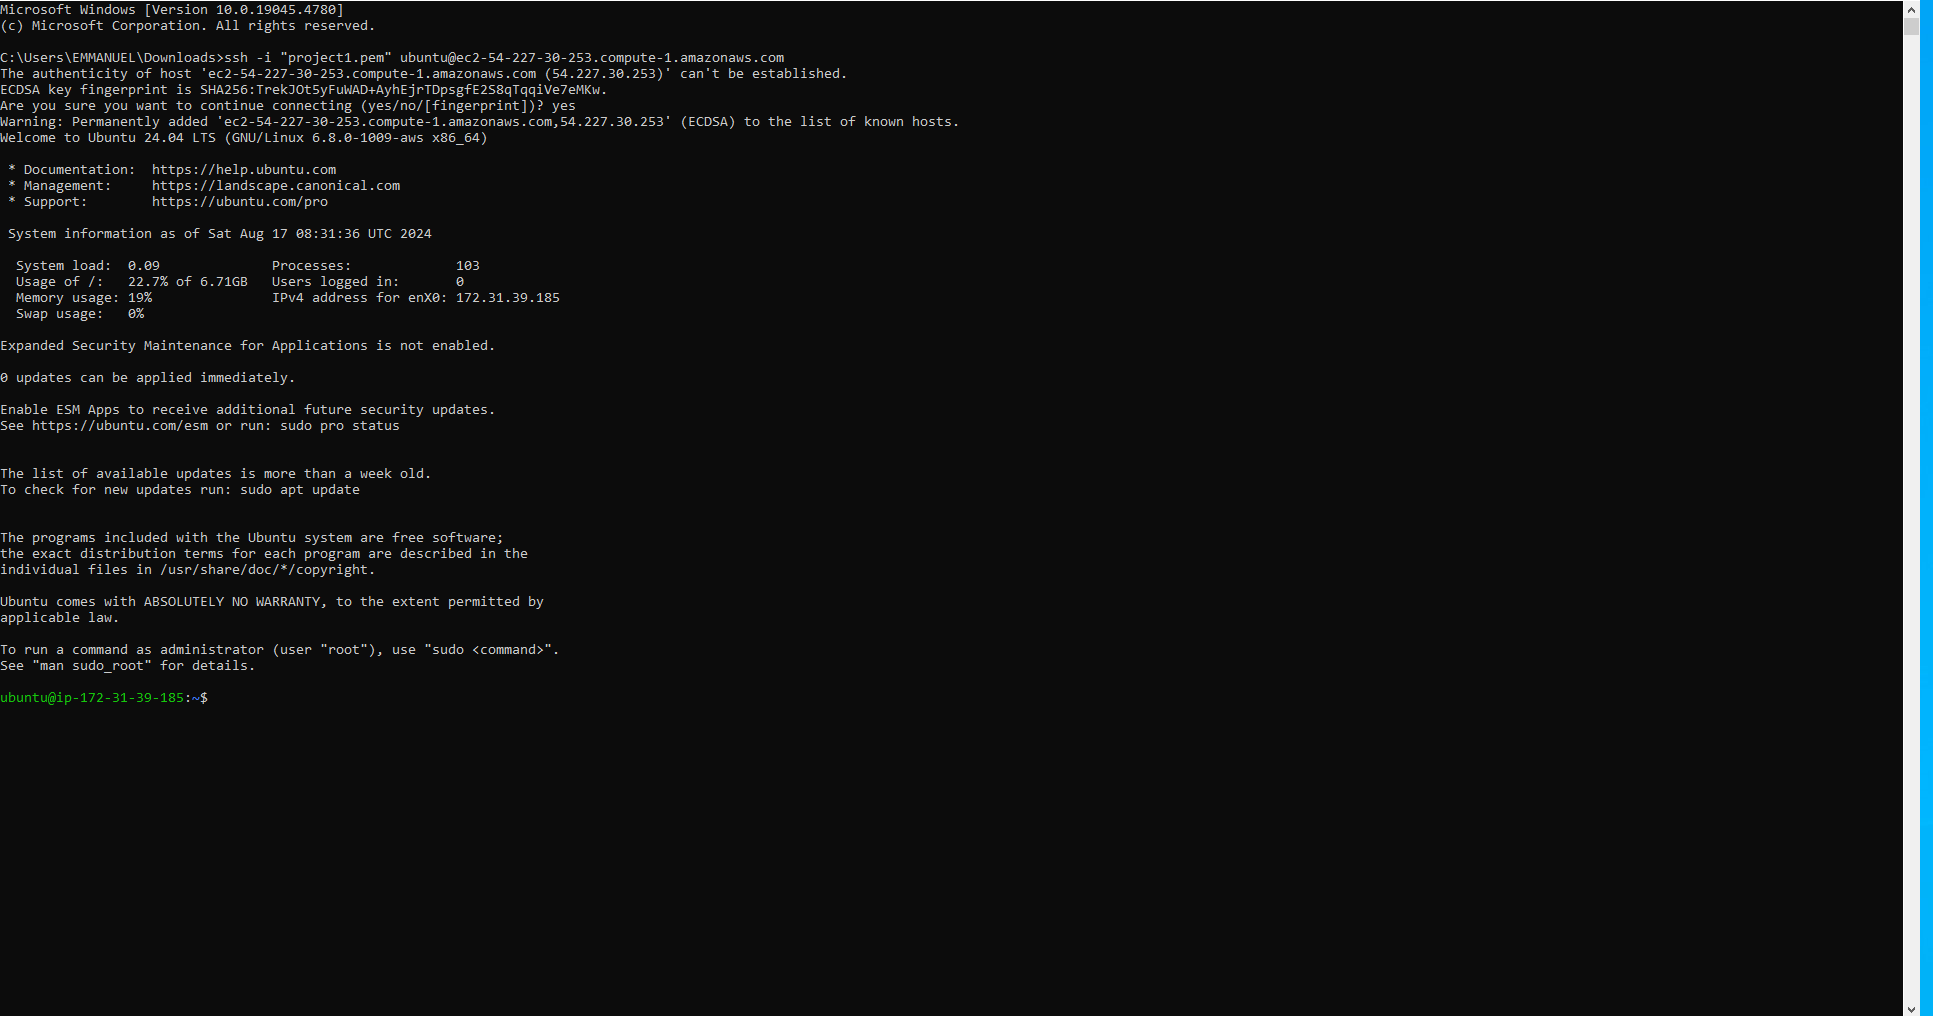 Microsoft Windows [Version 10.0.19045.4780]
(c) Microsoft Corporation. All rights reserved.
C:\Users\EMMANUEL\Downloads>ssh -i "project1.pem" ubuntu@ec2-54-227-30-253.compute-1.amazonaws.com
The authenticity of host 'ec2-54-227-30-253.compute-1.amazonaws.com (54.227.30.253)' can't be established.
ECDSA key fingerprint is SHA256:TrekJOt5yFuWAD+AyhEjrTDpsgfE2S8qTqqiVe7eMKw.
Are you sure you want to continue connecting (yes/no/[fingerprint])? yes
Warning: Permanently added 'ec2-54-227-30-253.compute-1.amazonaws.com,54.227.30.253' (ECDSA) to the list of known hosts.
Welcome to Ubuntu 24.04 LTS (GNU/Linux 6.8.0-1009-aws x86_64)
* Documentation:  https://help.ubuntu.com
* Management:     https://landscape.canonical.com
* Support:        https://ubuntu.com/pro
System information as of Sat Aug 17 08:31:36 UTC 2024
System load:  0.09              Processes:             103
Usage of /:   22.7% of 6.71GB   Users logged in:       0
Memory usage: 19%               IPv4 address for enX0: 172.31.39.185
Swap usage:   0%
Expanded Security Maintenance for Applications is not enabled.
0 updates can be applied immediately.
Enable ESM Apps to receive additional future security updates.
See https://ubuntu.com/esm or run: sudo pro status
The list of available updates is more than a week old.
To check for new updates run: sudo apt update
The programs included with the Ubuntu system are free software;
the exact distribution terms for each program are described in the
individual files in /usr/share/doc/*/copyright.
Ubuntu comes with ABSOLUTELY NO WARRANTY, to the extent permitted by
applicable law.
To run a command as administrator (user "root"), use "sudo <command>".
See "man sudo_root" for details.
ubuntu@ip-172-31-39-185:~$